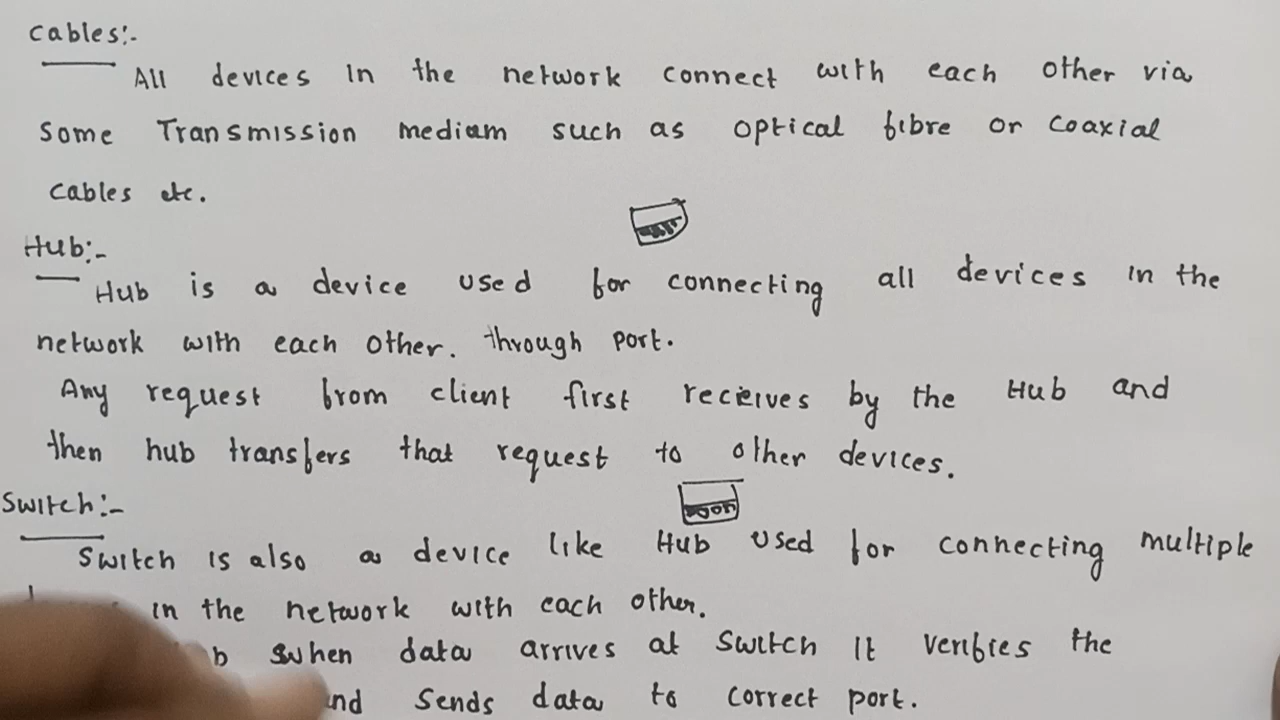 Cables:-
All devices in the network connect with each other via
some Transmission medium such as optical fibre or coaxial
cables etc.
Hub:-
Hub is a device used for connecting all devices in the
network with each other. through port.
Any request from client first receives by the Hub and
then hub transfers that request to other devices.
Switch:-
Switch is also a device like Hub used for connecting multiple
in the network with each other.
when data arrives at switch it verifies the
and sends data to correct port.